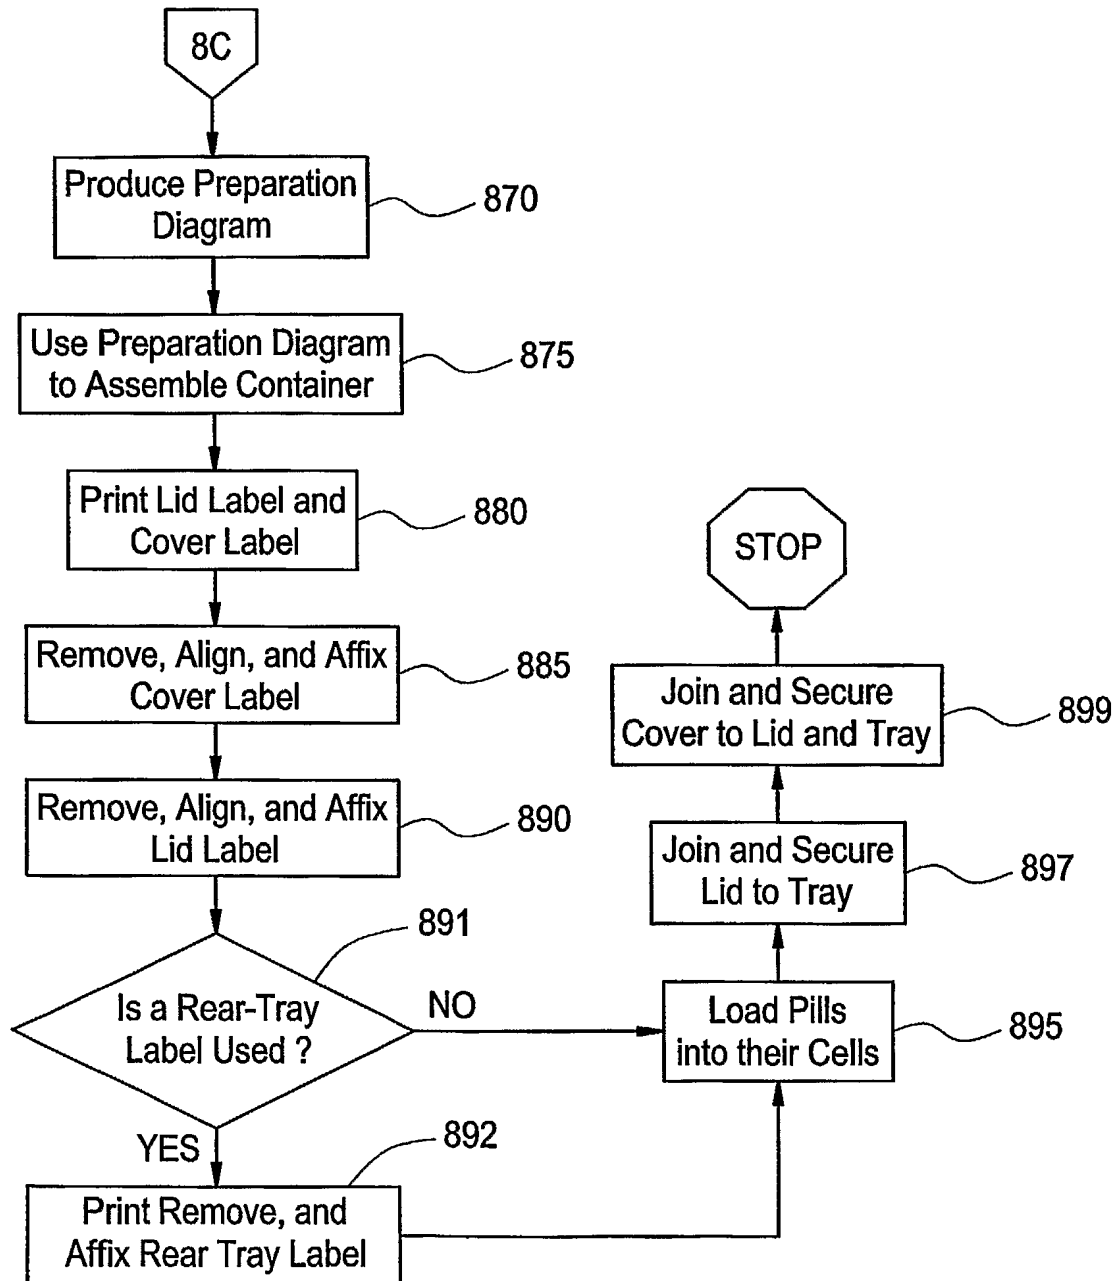 8C
Produce Preparation
Diagram
870
Use Preparation Diagram
to Assemble Container
875
Print Lid Label and
Cover Label
880
Remove, Align, and Affix
Cover Label
885
Remove, Align, and Affix
Lid Label
890
Is a Rear-Tray
Label Used ?
891
NO
YES
Print Remove, and
Affix Rear Tray Label
892
Load Pills
into their Cells
895
Join and Secure
Lid to Tray
897
Join and Secure
Cover to Lid and Tray
899
STOP